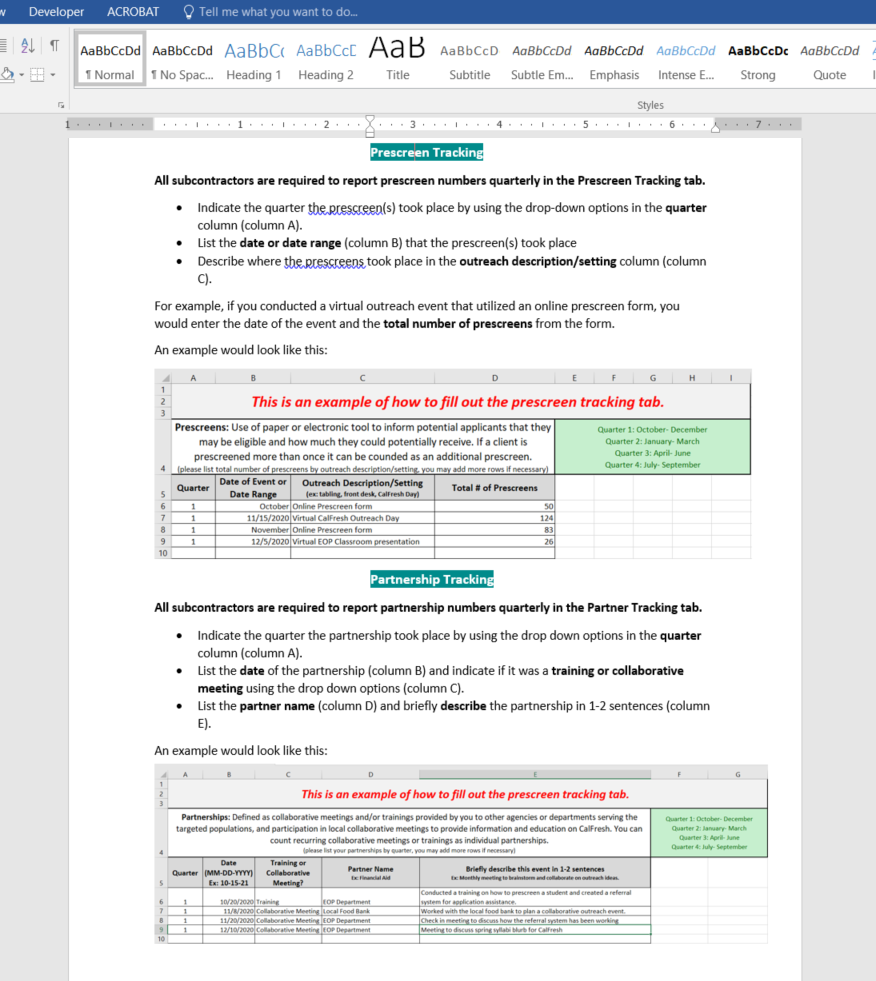 w Developer ACROBAT Tell me what you want to do...
AaBbCcDd AaBbCcDd AaBbC AaBbCcD AaB AaBbCcD AaBbCcDd AaBbCcDd AaBbCcDd AaBbCcDc AaBbCcDd
¶ Normal ¶ No Spac... Heading 1 Heading 2 Title Subtitle Subtle Em... Emphasis Intense E... Strong Quote
Styles
1 1 2 3 4 5 6 7
Prescreen Tracking
All subcontractors are required to report prescreen numbers quarterly in the Prescreen Tracking tab.
• Indicate the quarter the prescreen(s) took place by using the drop-down options in the quarter
column (column A).
• List the date or date range (column B) that the prescreen(s) took place
• Describe where the prescreens took place in the outreach description/setting column (column
C).
For example, if you conducted a virtual outreach event that utilized an online prescreen form, you
would enter the date of the event and the total number of prescreens from the form.
An example would look like this:
A B C D E F G H I
1
2 This is an example of how to fill out the prescreen tracking tab.
3
Prescreens: Use of paper or electronic tool to inform potential applicants that they
may be eligible and how much they could potentially receive. If a client is
prescreened more than once it can be counted as an additional prescreen.
4 (please list total number of prescreens by outreach description/setting, you may add more rows if necessary)
Quarter 1: October- December
Quarter 2: January- March
Quarter 3: April- June
Quarter 4: July- September
5 Quarter Date of Event or Date Range Outreach Description/Setting (ex: tabling, front desk, CalFresh Day) Total # of Prescreens
6 1 October Online Prescreen form 50
7 1 11/15/2020 Virtual CalFresh Outreach Day 124
8 1 November Online Prescreen form 83
9 1 12/5/2020 Virtual EOP Classroom presentation 26
10
Partnership Tracking
All subcontractors are required to report partnership numbers quarterly in the Partner Tracking tab.
• Indicate the quarter the partnership took place by using the drop down options in the quarter
column (column A).
• List the date of the partnership (column B) and indicate if it was a training or collaborative
meeting using the drop down options (column C).
• List the partner name (column D) and briefly describe the partnership in 1-2 sentences (column
E).
An example would look like this:
A B C D E F G
1
2 This is an example of how to fill out the prescreen tracking tab.
3
Partnerships: Defined as collaborative meetings and/or trainings provided by you to other agencies or departments serving the
targeted populations, and participation in local collaborative meetings to provide information and education on CalFresh. You can
count recurring collaborative meetings or trainings as individual partnerships.
4 (please list your partnerships by quarter, you may add more rows if necessary)
Quarter 1: October- December
Quarter 2: January- March
Quarter 3: April- June
Quarter 4: July- September
5 Quarter Date (MM-DD-YYYY) Ex: 10-15-21 Training or Collaborative Meeting? Partner Name Ex: Financial Aid Briefly describe this event in 1-2 sentences Ex: Monthly meeting to brainstorm and collaborate on outreach ideas.
6 1 10/20/2020 Training EOP Department Conducted a training on how to prescreen a student and created a referral system for application assistance.
7 1 11/8/2020 Collaborative Meeting Local Food Bank Worked with the local food bank to plan a collaborative outreach event.
8 1 11/20/2020 Collaborative Meeting EOP Department Check in meeting to discuss how the referral system has been working
9 1 12/10/2020 Collaborative Meeting EOP Department Meeting to discuss spring syllabi blurb for CalFresh
10